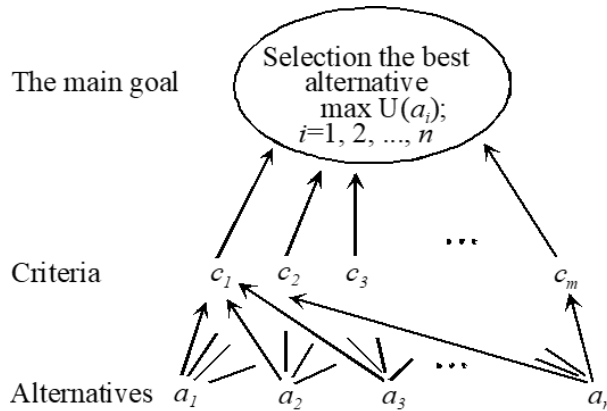 Selection the best
The main goal alternative
max U(aᵢ);
i=1, 2, ..., n
...
Criteria c₁ c₂ c₃ cₘ
...
Alternatives a₁ a₂ a₃